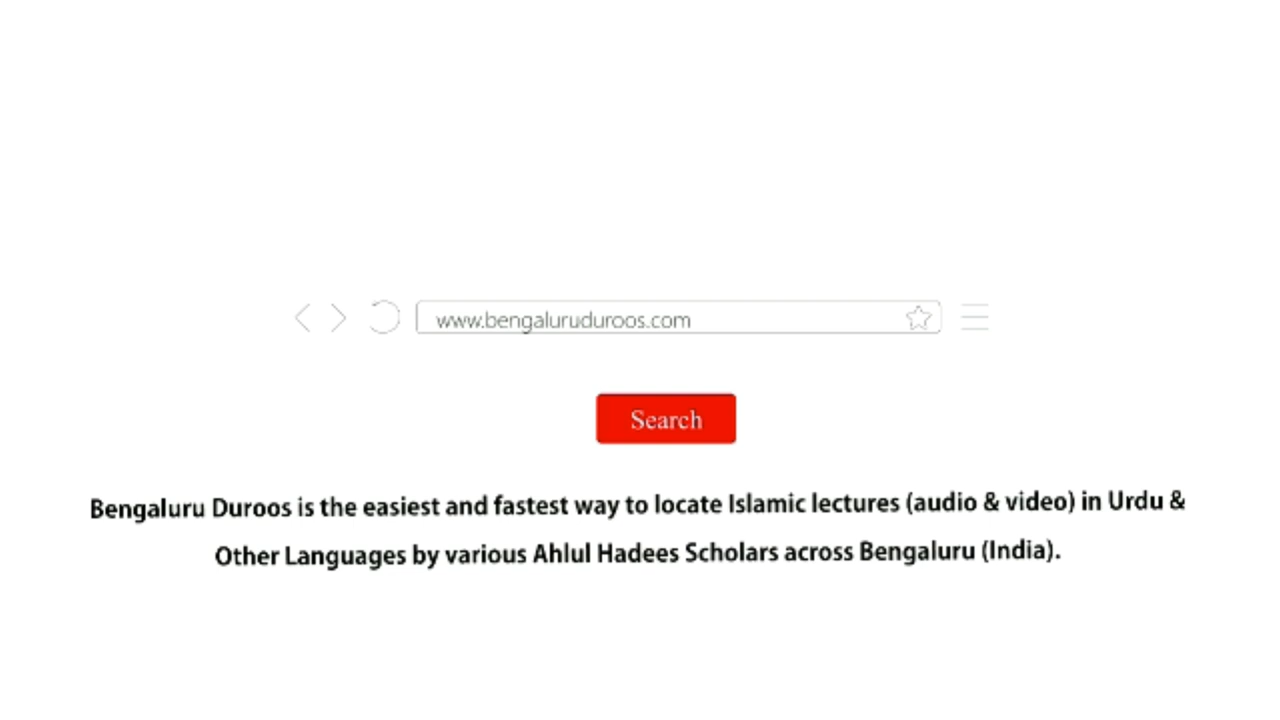 www.bengaluruduroos.com
Search
Bengaluru Duroos is the easiest and fastest way to locate Islamic lectures (audio & video) in Urdu &
Other Languages by various Ahlul Hadees Scholars across Bengaluru (India).